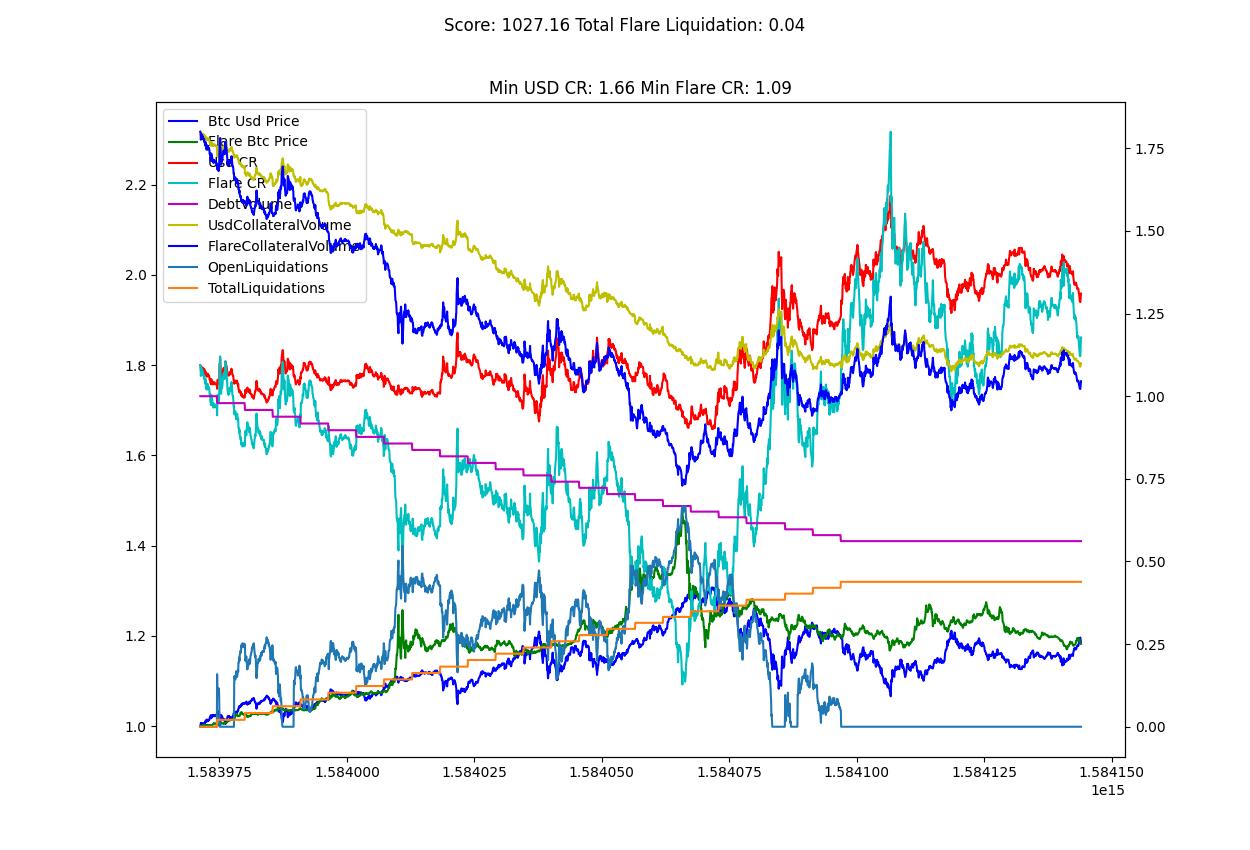 Score: 1027.16 Total Flare Liquidation: 0.04
Min USD CR: 1.66 Min Flare CR: 1.09
Btc Usd Price
Flare Btc Price
Usd CR
Flare CR
DebtVolume
UsdCollateralVolume
FlareCollateralVolume
OpenLiquidations
TotalLiquidations
2.2
2.0
1.8
1.6
1.4
1.2
1.0
1.75
1.50
1.25
1.00
0.75
0.50
0.25
0.00
1.583975
1.584000
1.584025
1.584050
1.584075
1.584100
1.584125
1.584150
1e15